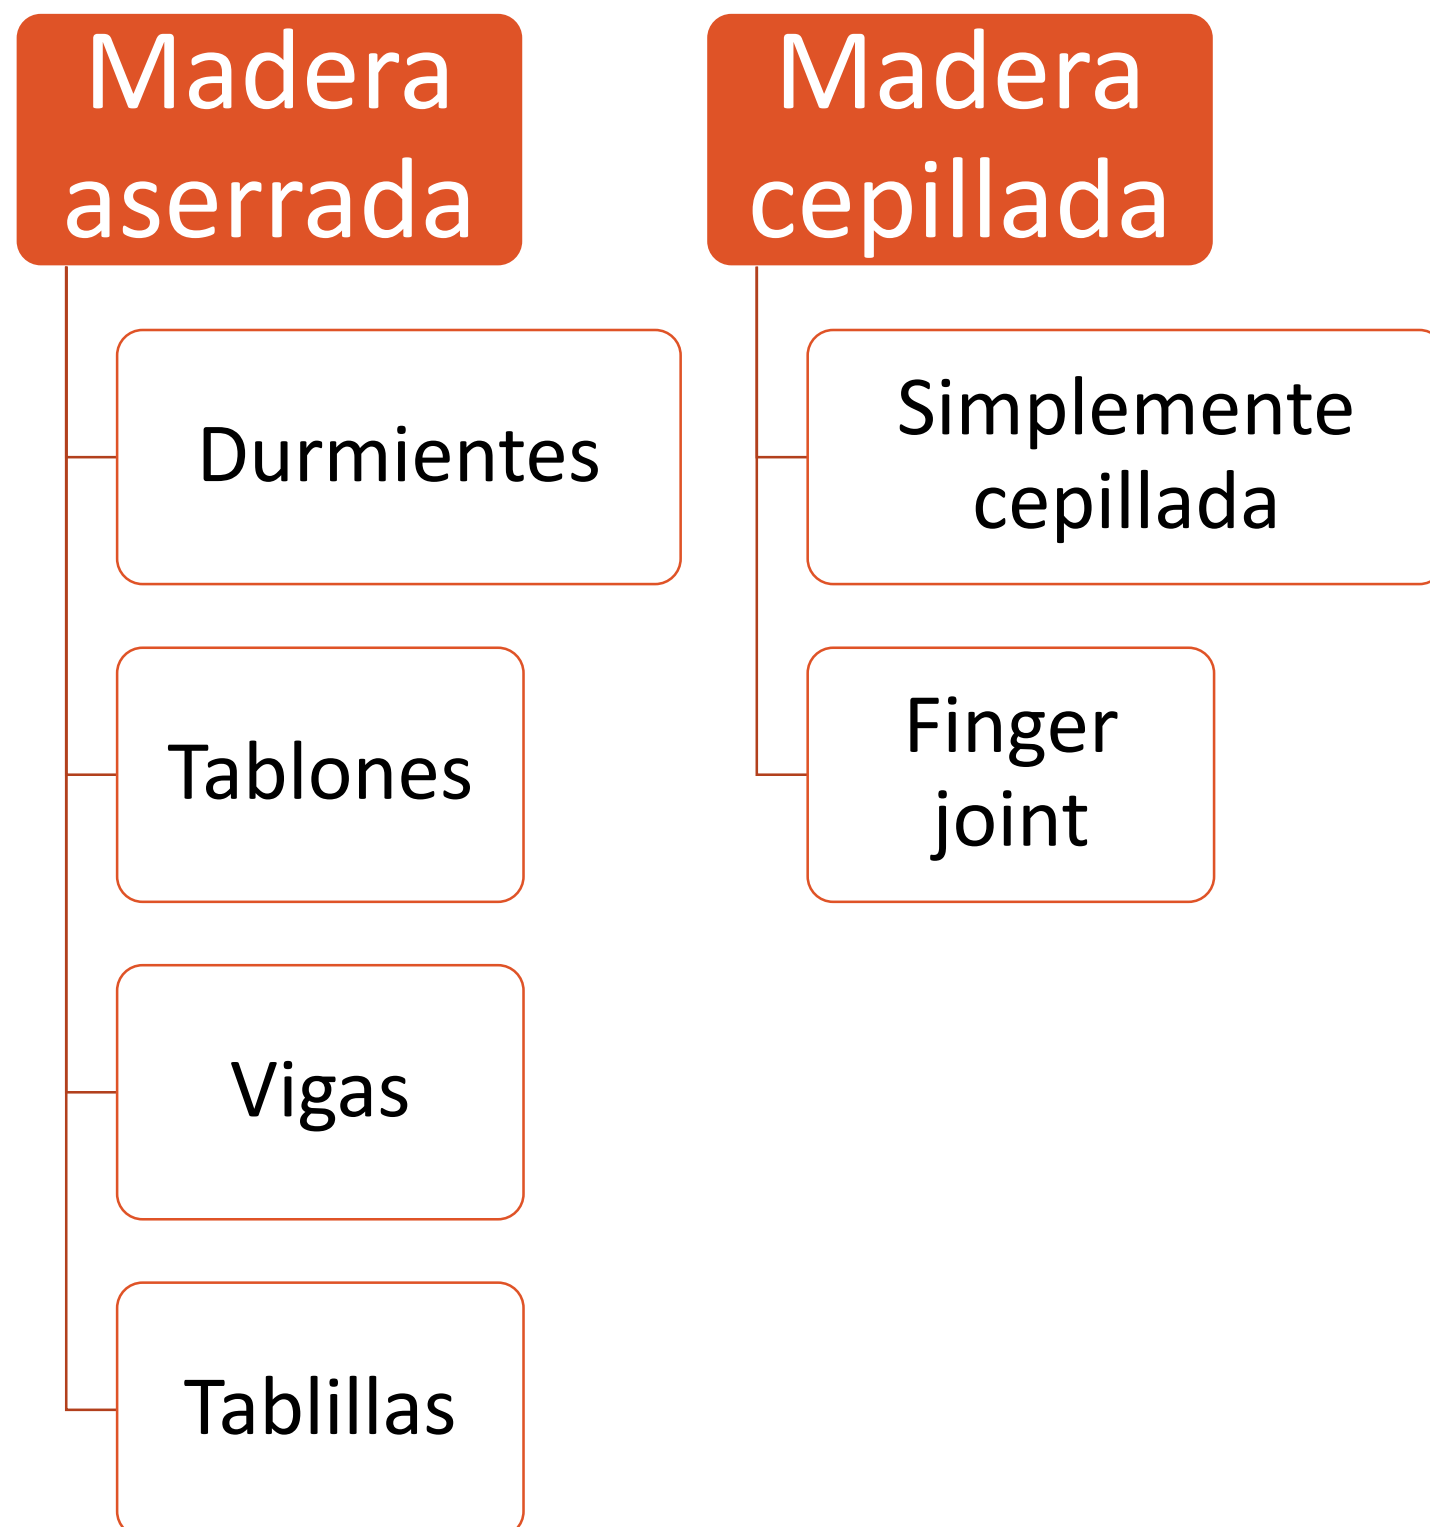 Madera
aserrada
Durmientes
Tablones
Vigas
Tablillas
Madera
cepillada
Simplemente
cepillada
Finger
joint